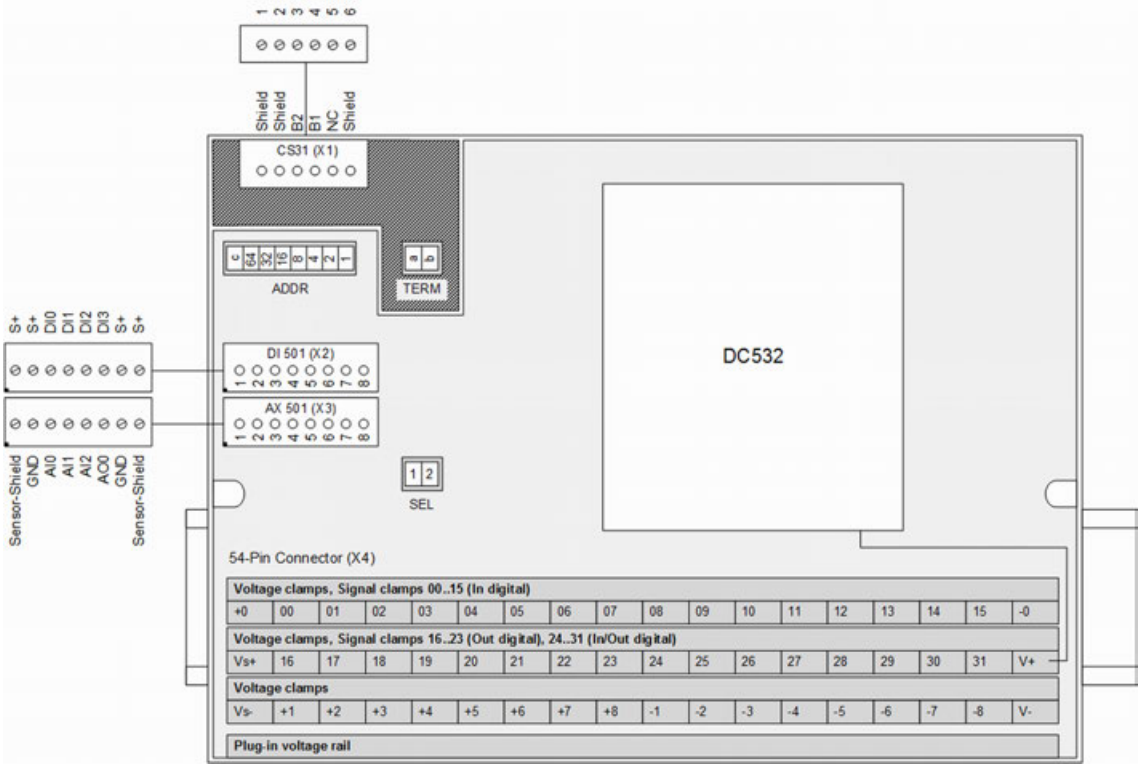 1 2 3 4 5 6
Shield Shield B2 B1 NC Shield
CS31 (X1)
c 64 32 16 8 4 2 1
ADDR
a b
TERM
S+ S+ DI0 DI1 DI2 DI3 S+ S+
DI 501 (X2)
1 2 3 4 5 6 7 8
AX 501 (X3)
1 2 3 4 5 6 7 8
Sensor-Shield GND AI0 AI1 AI2 AO0 GND Sensor-Shield
1 2
SEL
DC532
54-Pin Connector (X4)
Voltage clamps, Signal clamps 00..15 (In digital)
+0 00 01 02 03 04 05 06 07 08 09 10 11 12 13 14 15 -0
Voltage clamps, Signal clamps 16..23 (Out digital), 24..31 (In/Out digital)
Vs+ 16 17 18 19 20 21 22 23 24 25 26 27 28 29 30 31 V+
Voltage clamps
Vs- +1 +2 +3 +4 +5 +6 +7 +8 -1 -2 -3 -4 -5 -6 -7 -8 V-
Plug-in voltage rail